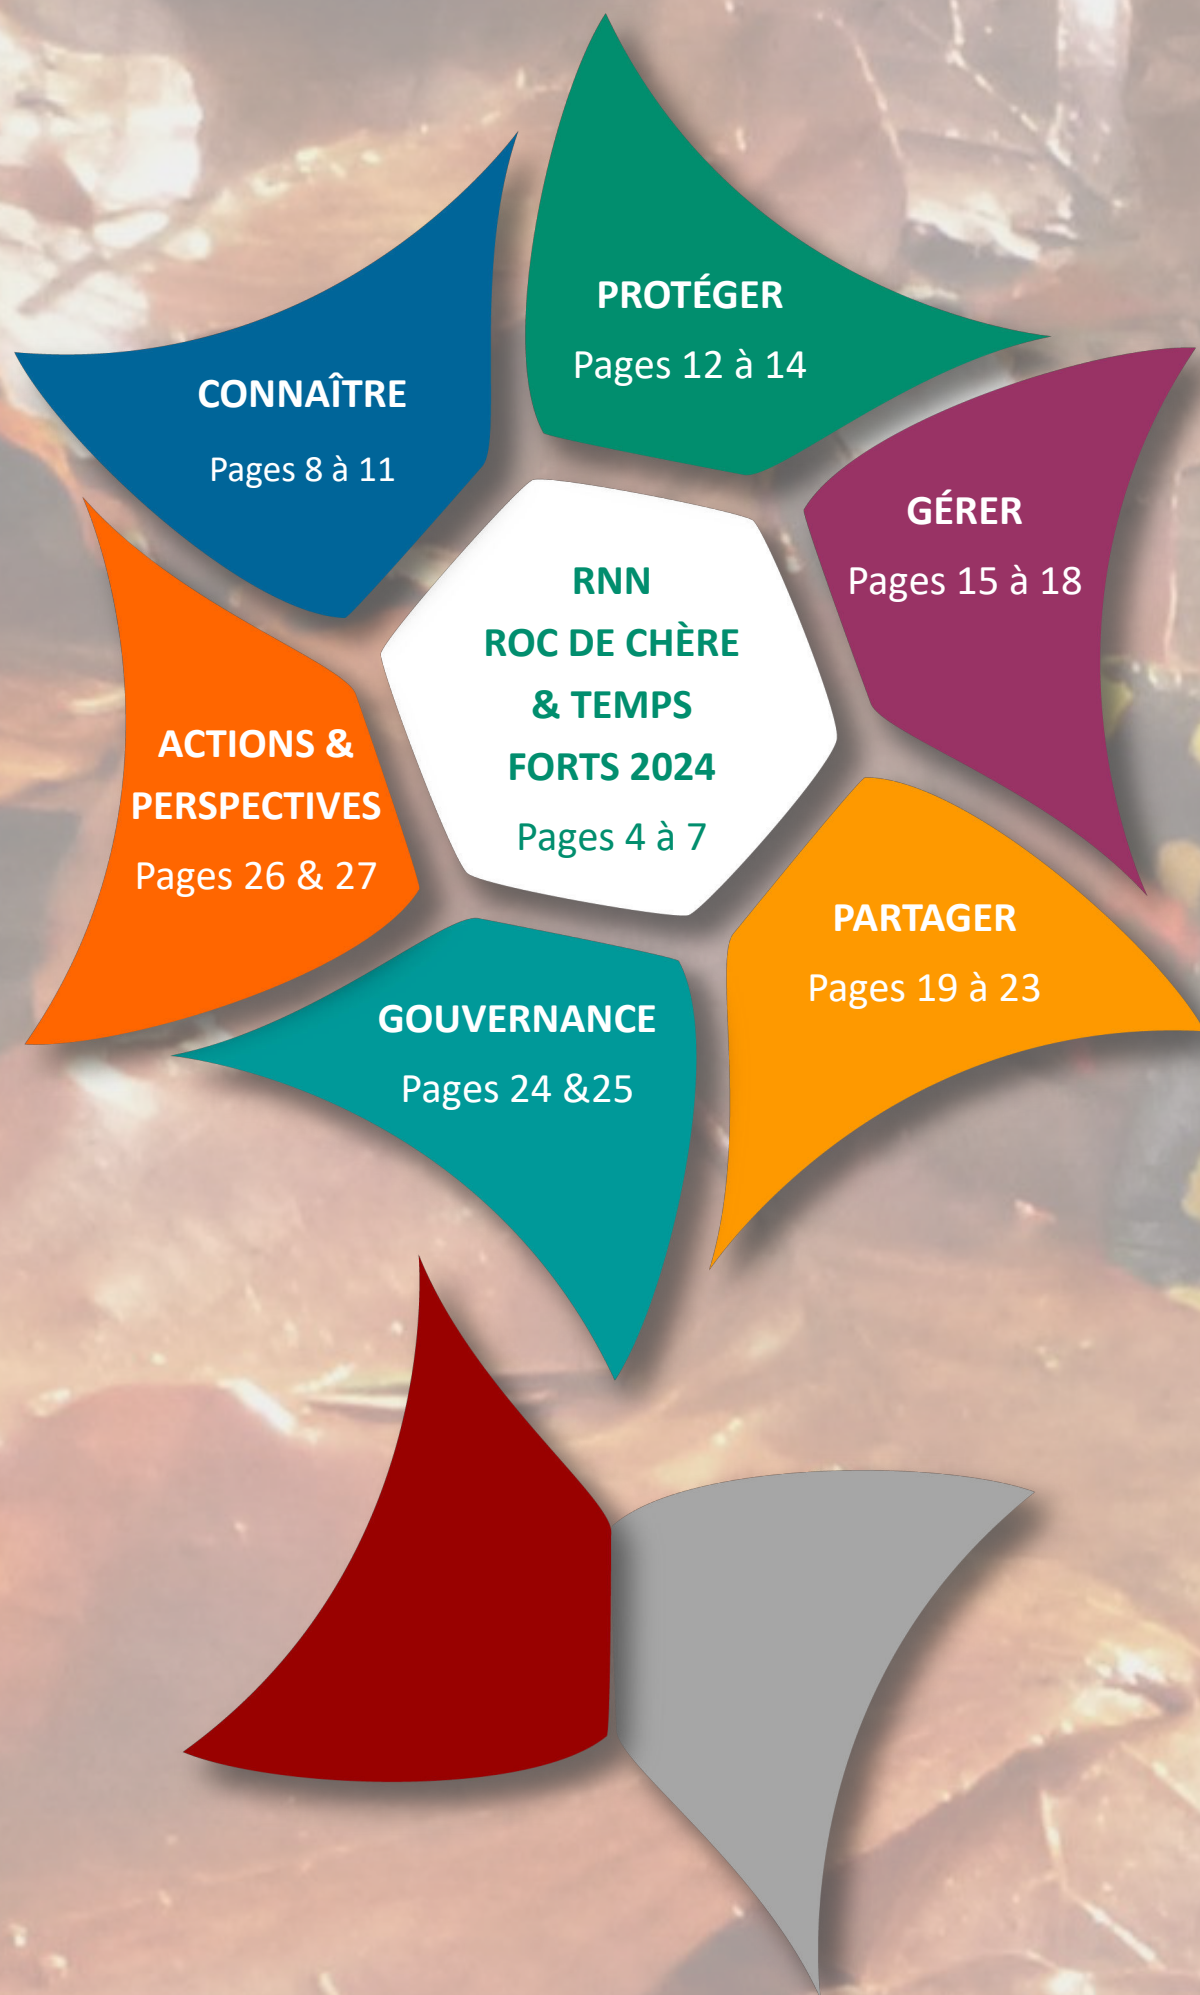 PROTÉGER
Pages 12 à 14
CONNAÎTRE
Pages 8 à 11
GÉRER
Pages 15 à 18
RNN
ROC DE CHÈRE
& TEMPS
FORTS 2024
Pages 4 à 7
ACTIONS &
PERSPECTIVES
Pages 26 & 27
PARTAGER
Pages 19 à 23
GOUVERNANCE
Pages 24 &25